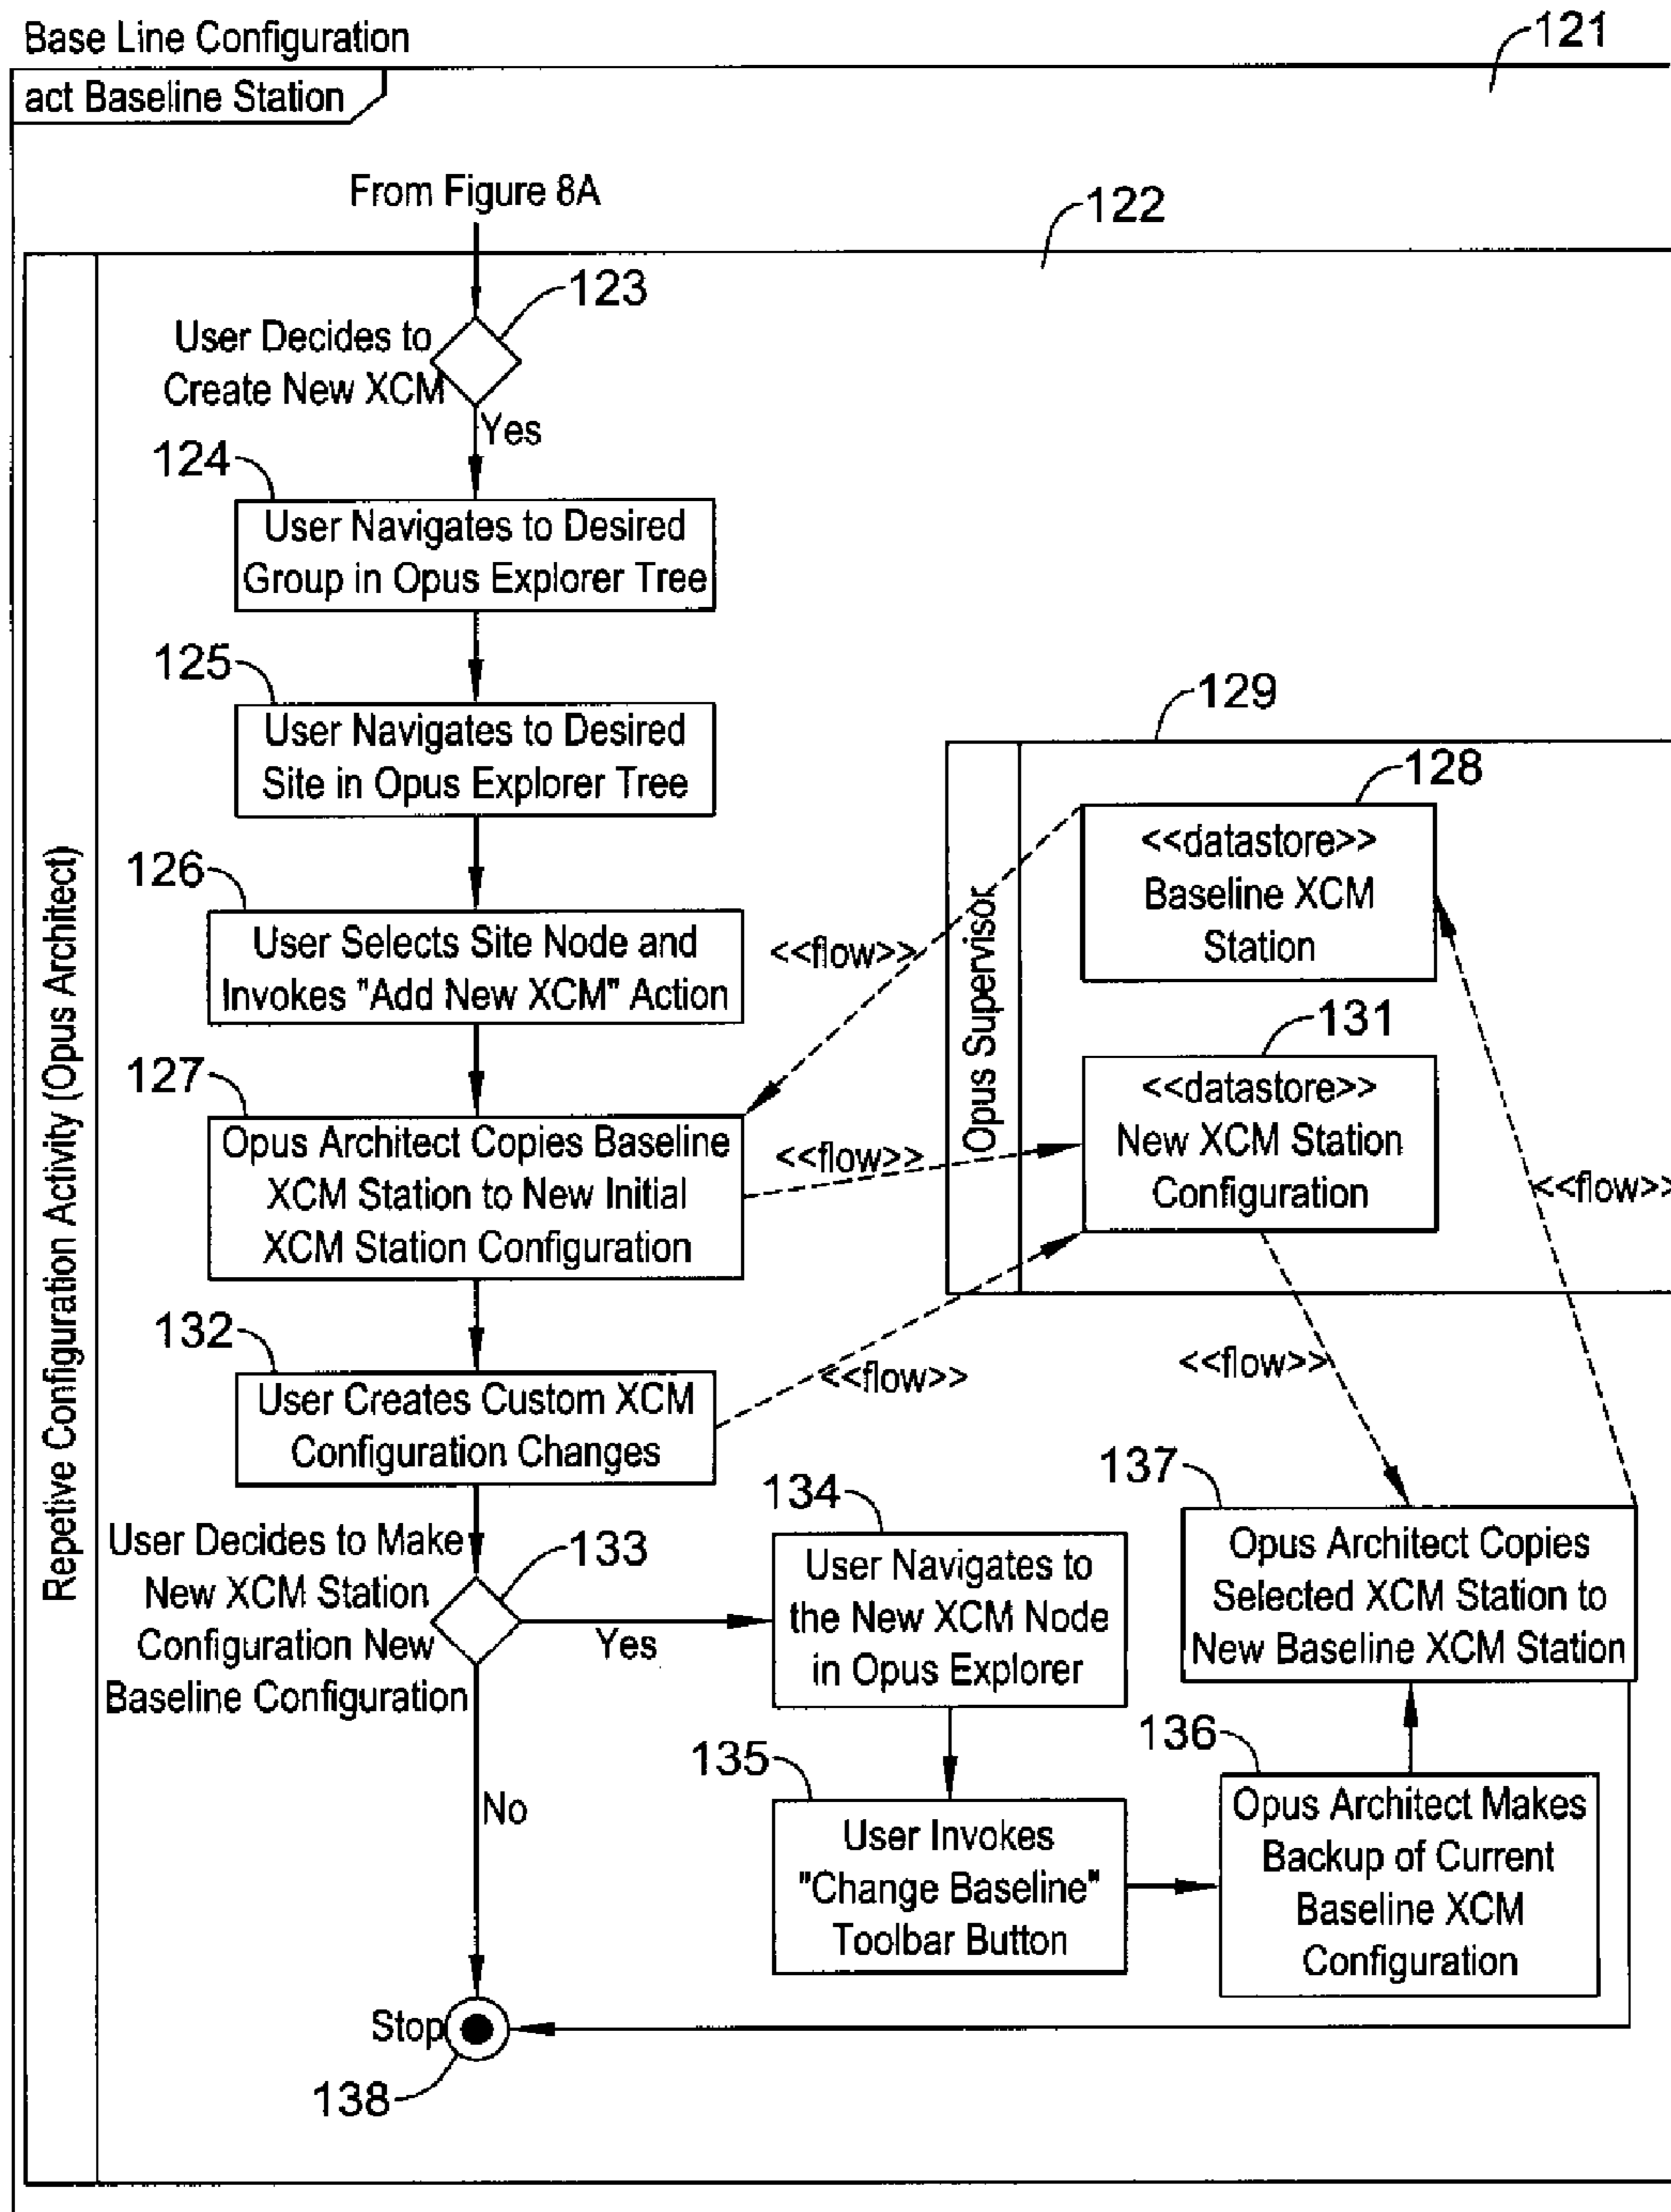 Base Line Configuration
121
act Baseline Station
From Figure 8A
122
123
User Decides to
Create New XCM
Yes
124
User Navigates to Desired
Group in Opus Explorer Tree
125
User Navigates to Desired
Site in Opus Explorer Tree
129
128
<<datastore>>
Baseline XCM
Station
126
User Selects Site Node and
Invokes "Add New XCM" Action
<<flow>>
Opus Supervisor
131
<<datastore>>
New XCM Station
Configuration
127
Opus Architect Copies Baseline
XCM Station to New Initial
XCM Station Configuration
<<flow>>
<<flow>>
Repetive Configuration Activity (Opus Architect)
132
User Creates Custom XCM
Configuration Changes
<<flow>>
<<flow>>
User Decides to Make
New XCM Station
Configuration New
Baseline Configuration
133
Yes
134
User Navigates to
the New XCM Node
in Opus Explorer
137
Opus Architect Copies
Selected XCM Station to
New Baseline XCM Station
135
User Invokes
"Change Baseline"
Toolbar Button
136
Opus Architect Makes
Backup of Current
Baseline XCM
Configuration
No
Stop
138